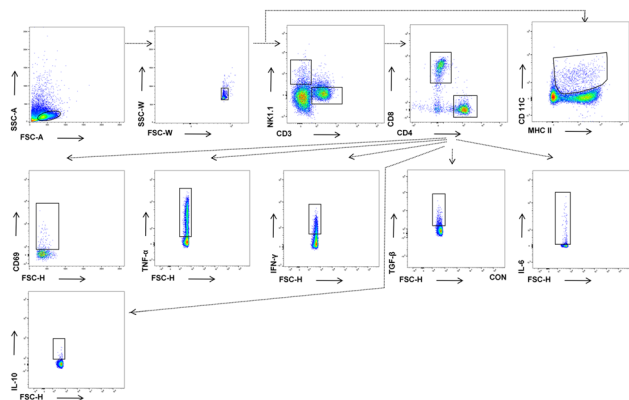 SSC-A
FSC-A
SSC-W
FSC-W
NK1.1
CD3
CD8
CD4
CD 11C
MHC II
CD69
FSC-H
TNF-α
FSC-H
IFN-γ
FSC-H
TGF-β
FSC-H
CON
IL-6
FSC-H
IL-10
FSC-H